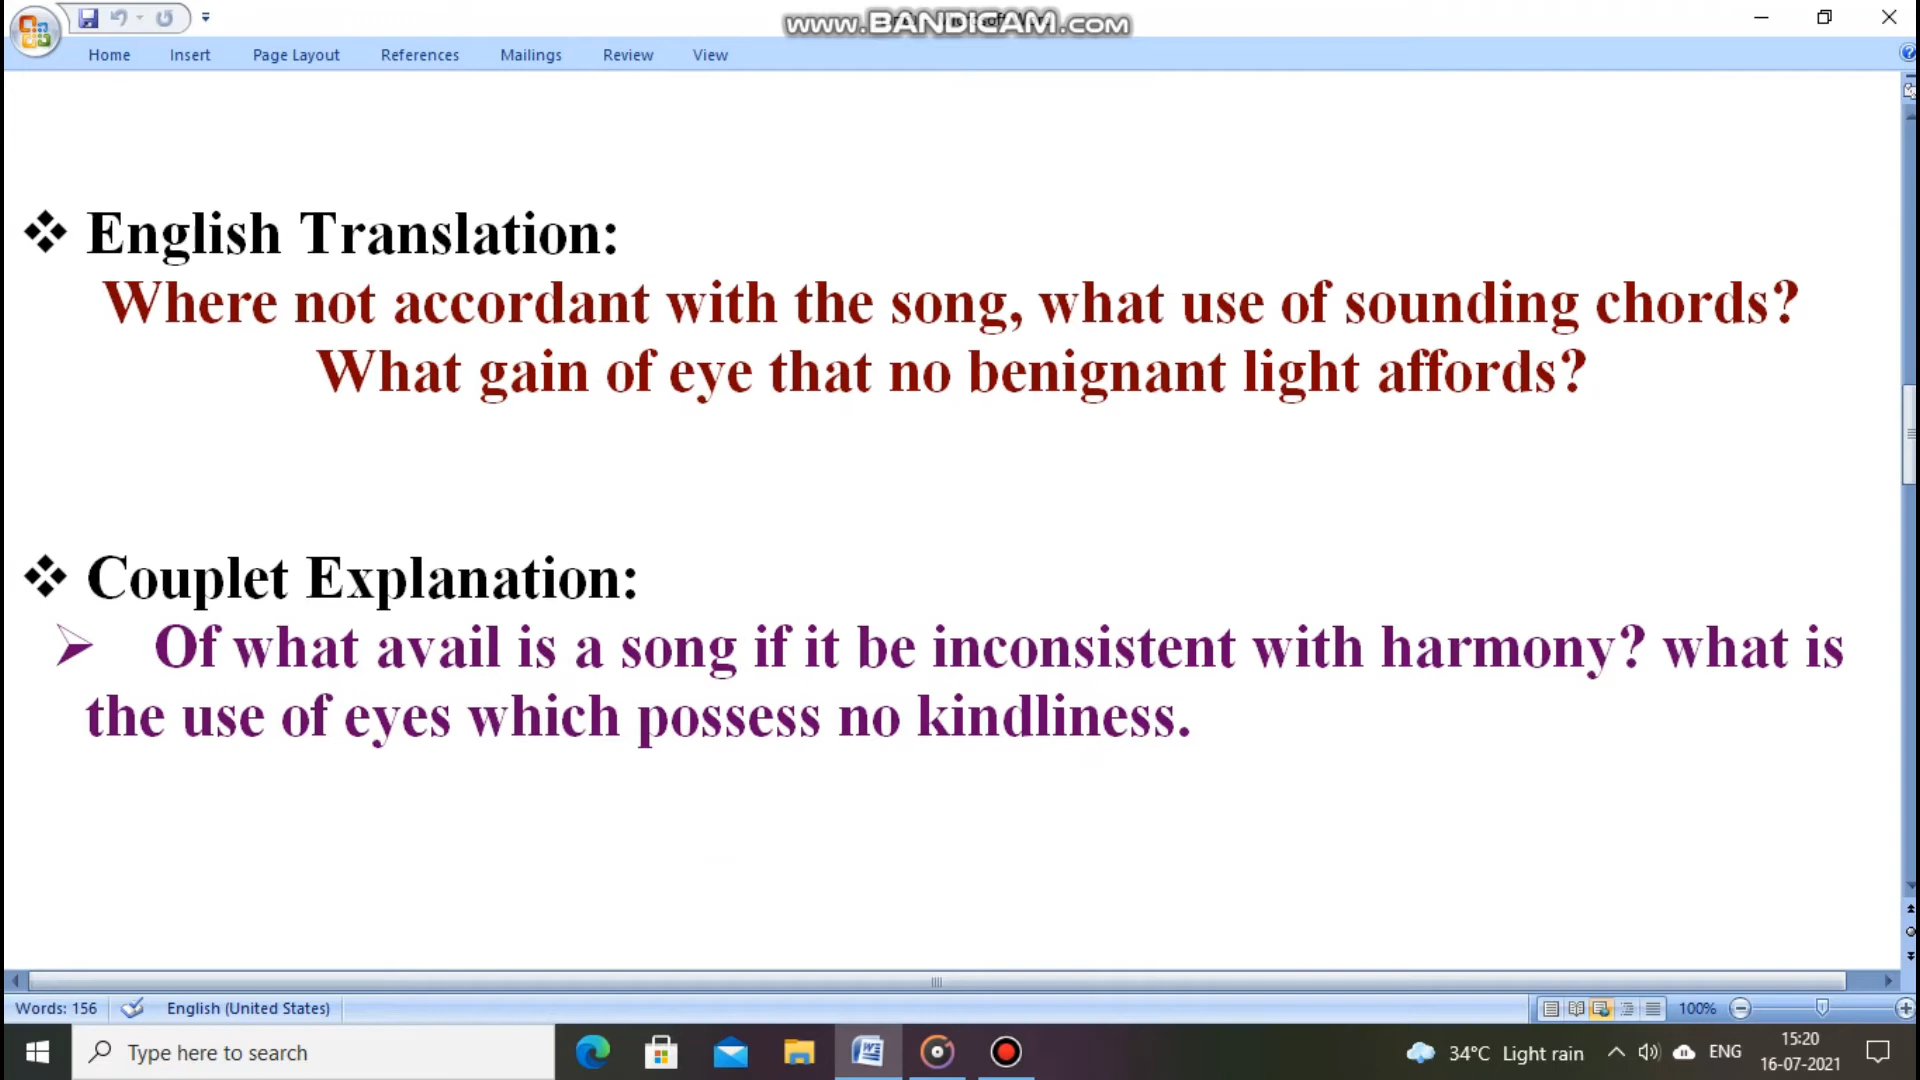 www.BANDICAM.com
Home Insert Page Layout References Mailings Review View
English Translation:
Where not accordant with the song, what use of sounding chords?
What gain of eye that no benignant light affords?
Couplet Explanation:
Of what avail is a song if it be inconsistent with harmony? what is
the use of eyes which possess no kindliness.
Words: 156 English (United States) 100%
Type here to search 34°C Light rain ENG 15:20
16-07-2021